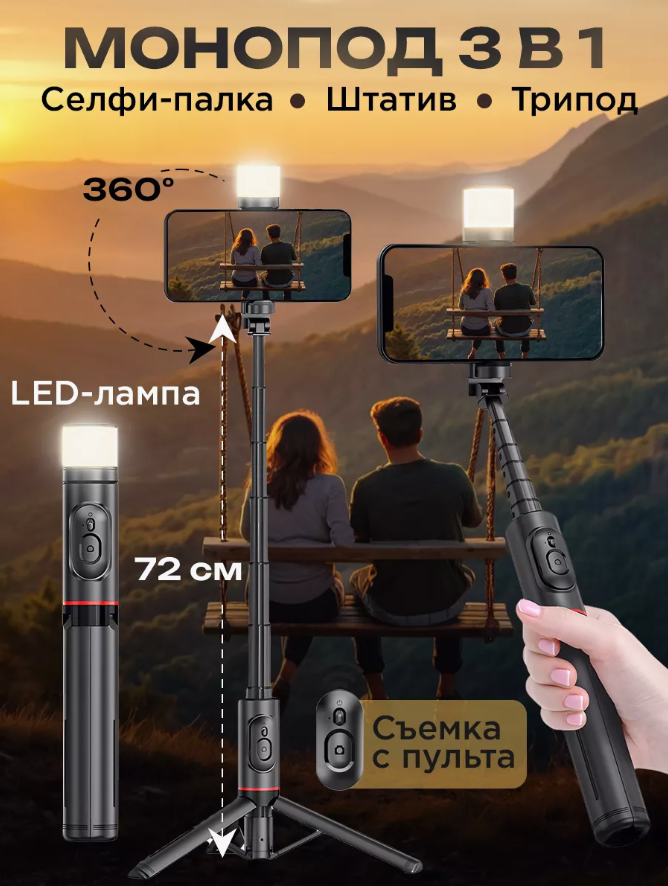 МОНОПОД 3 В 1
Селфи-палка • Штатив • Трипод
360°
LED-лампа
72 см
Съемка
с пульта